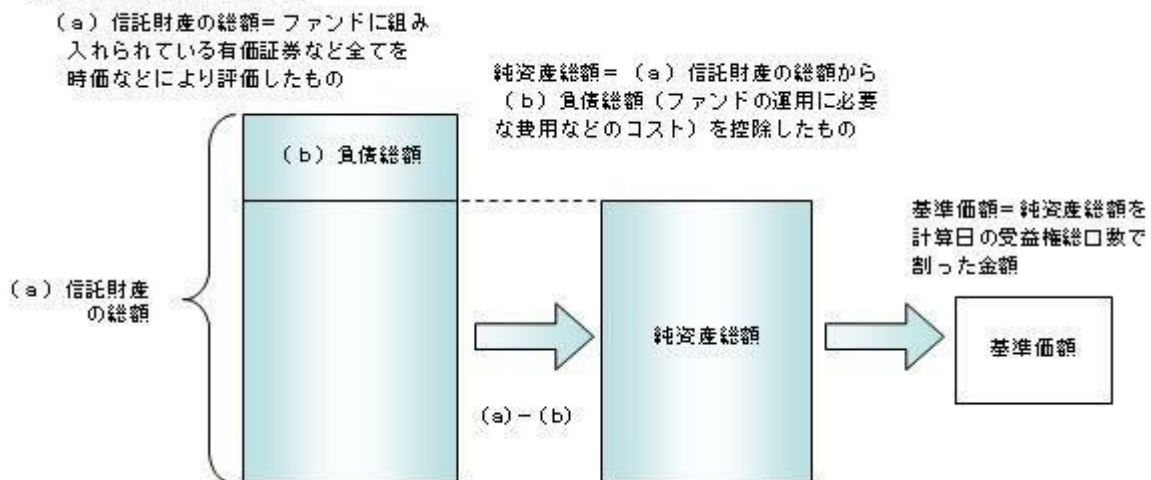 (a)信託財産の総額=ファンドに組み
入れられている有価証券など全てを
時価などにより評価したもの
純資産総額=(a)信託財産の総額から
(b)負債総額(ファンドの運用に必要
な費用などのコスト)を控除したもの
(b)負債総額
基準価額=純資産総額を
計算日の受益権総口数で
割った金額
(a)信託財産
の総額
純資産総額
基準価額
(a)-(b)